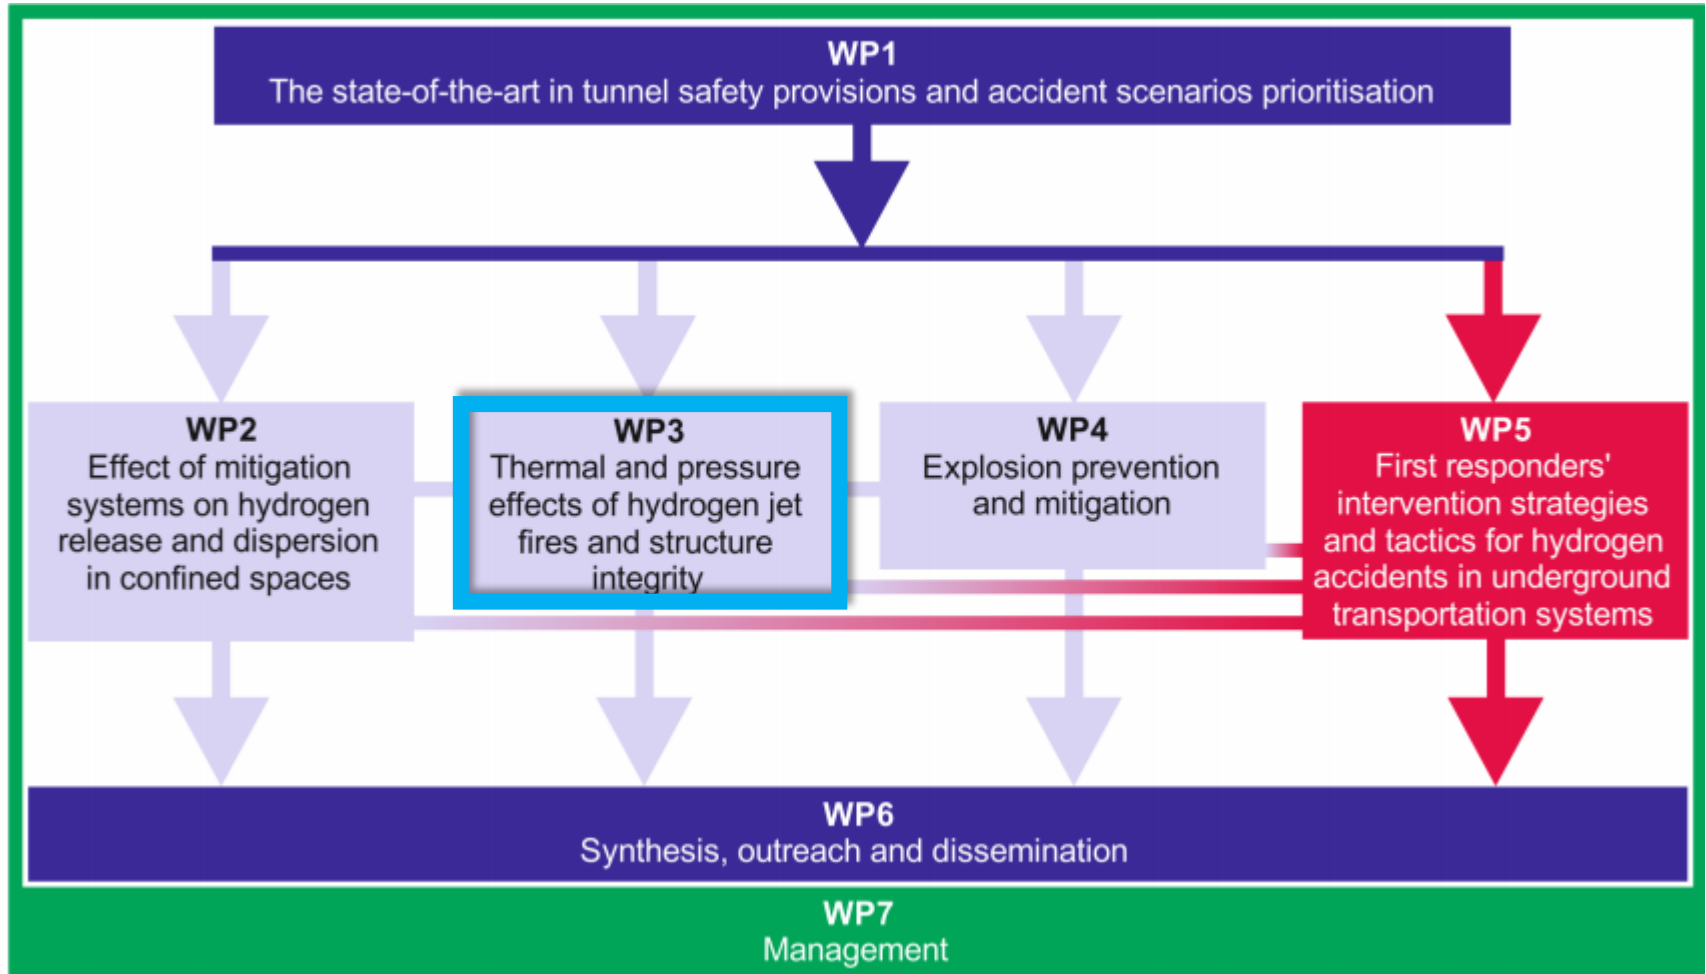 WP1
The state-of-the-art in tunnel safety provisions and accident scenarios prioritisation
WP2
Effect of mitigation
systems on hydrogen
release and dispersion
in confined spaces
WP3
Thermal and pressure
effects of hydrogen jet
fires and structure
integrity
WP4
Explosion prevention
and mitigation
WP5
First responders'
intervention strategies
and tactics for hydrogen
accidents in underground
transportation systems
WP6
Synthesis, outreach and dissemination
WP7
Management